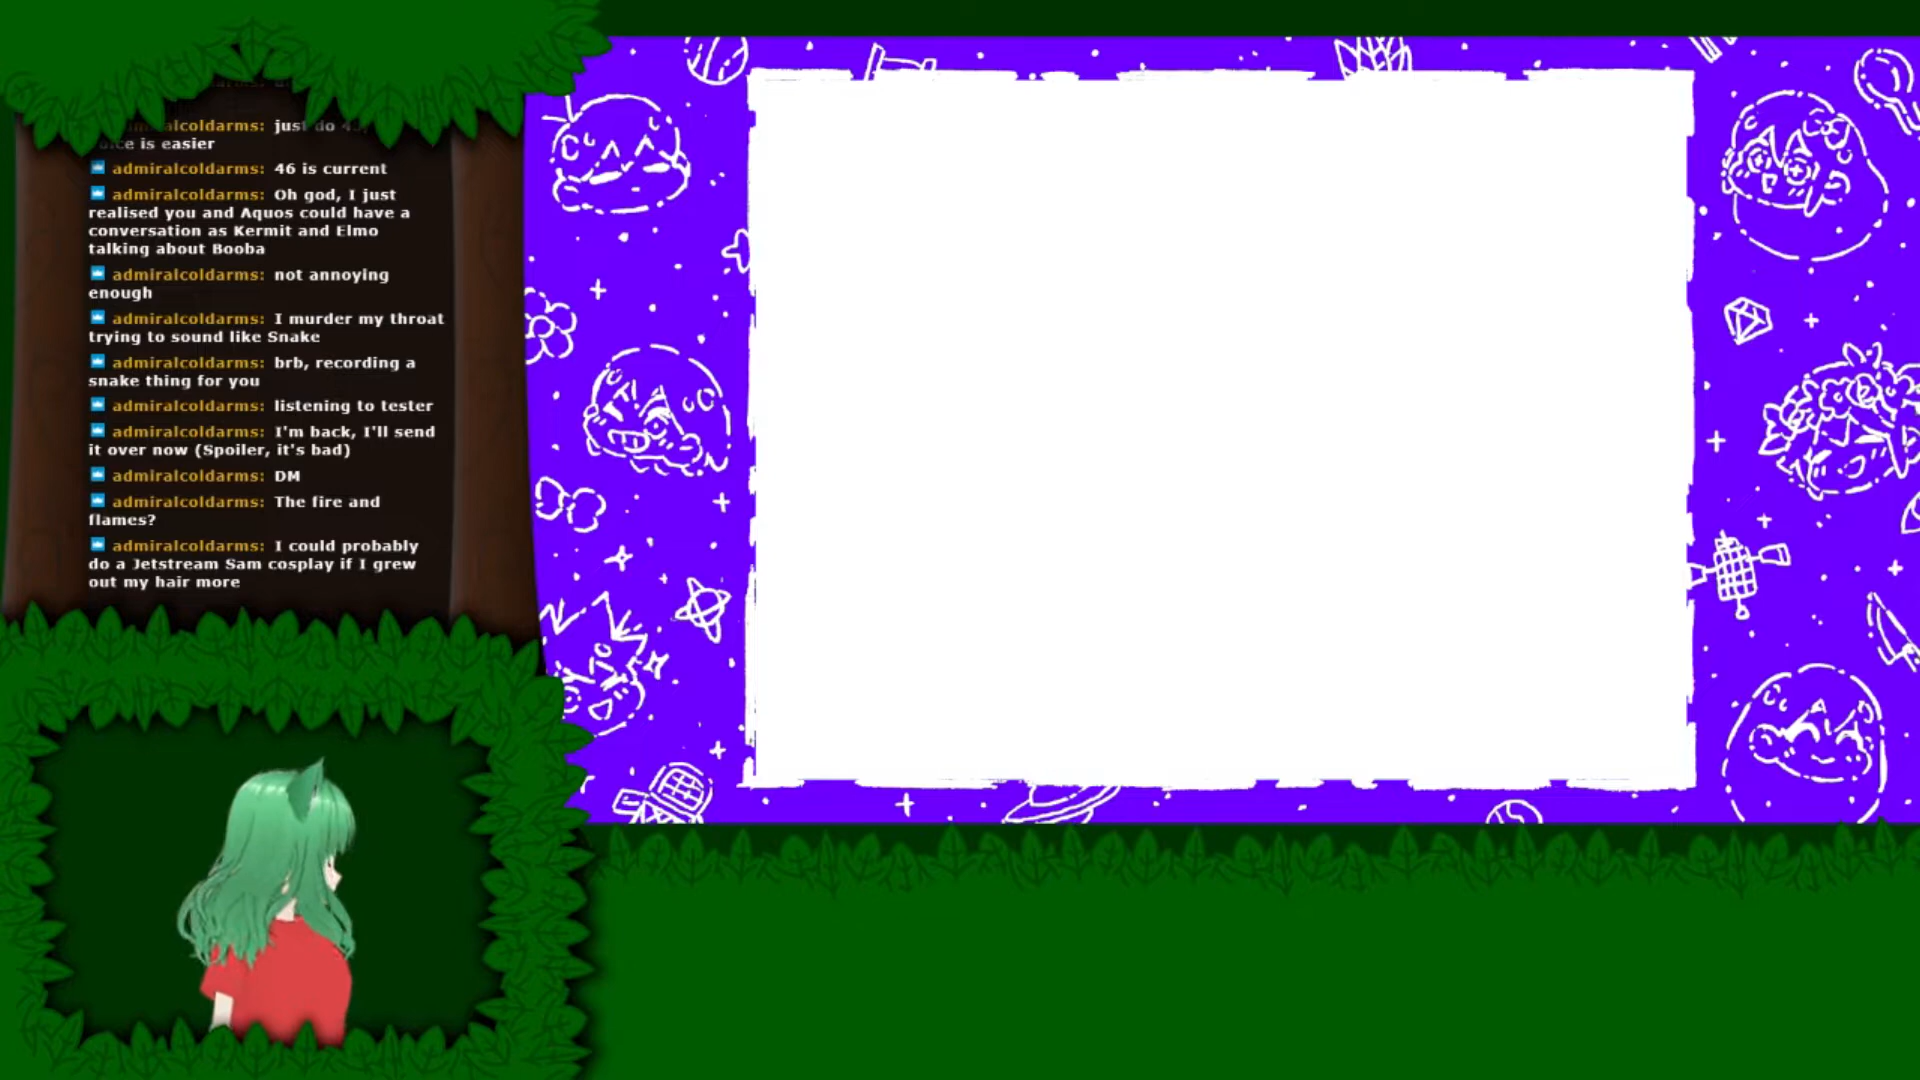 alcoldarms: just do 4
ice is easier
admiralcoldarms: 46 is current
admiralcoldarms: Oh god, I just
realised you and Aquos could have a
conversation as Kermit and Elmo
talking about Booba
admiralcoldarms: not annoying
enough
admiralcoldarms: I murder my throat
trying to sound like Snake
admiralcoldarms: brb, recording a
snake thing for you
admiralcoldarms: listening to tester
admiralcoldarms: I'm back, I'll send
it over now (Spoiler, it's bad)
admiralcoldarms: DM
admiralcoldarms: The fire and
flames?
admiralcoldarms: I could probably
do a Jetstream Sam cosplay if I grew
out my hair more